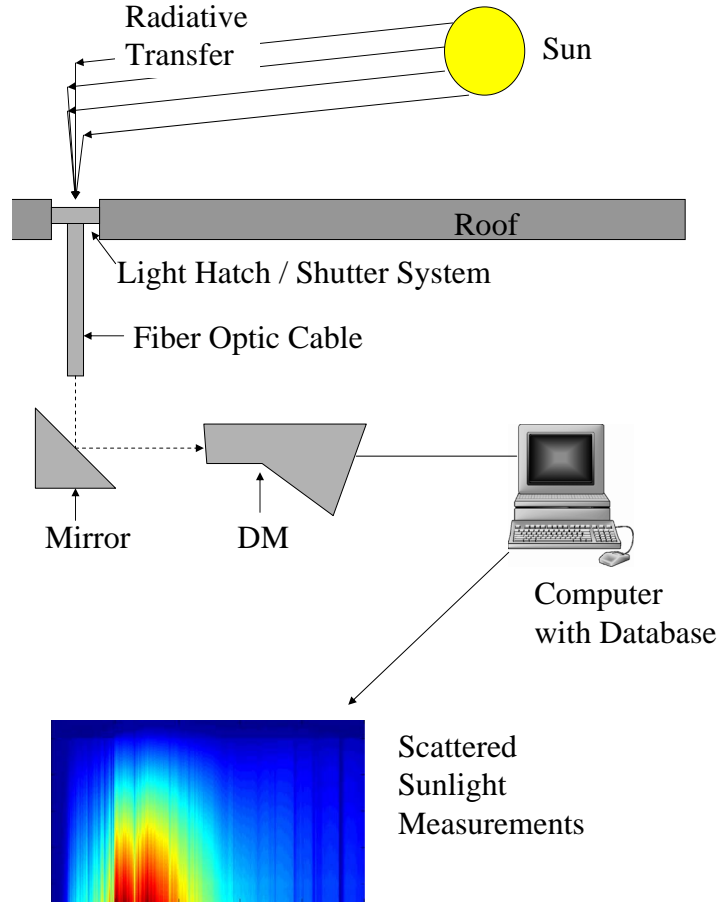 Radiative
Transfer
Sun
Roof
Light Hatch / Shutter System
Fiber Optic Cable
Mirror
DM
Computer
with Database
Scattered
Sunlight
Measurements